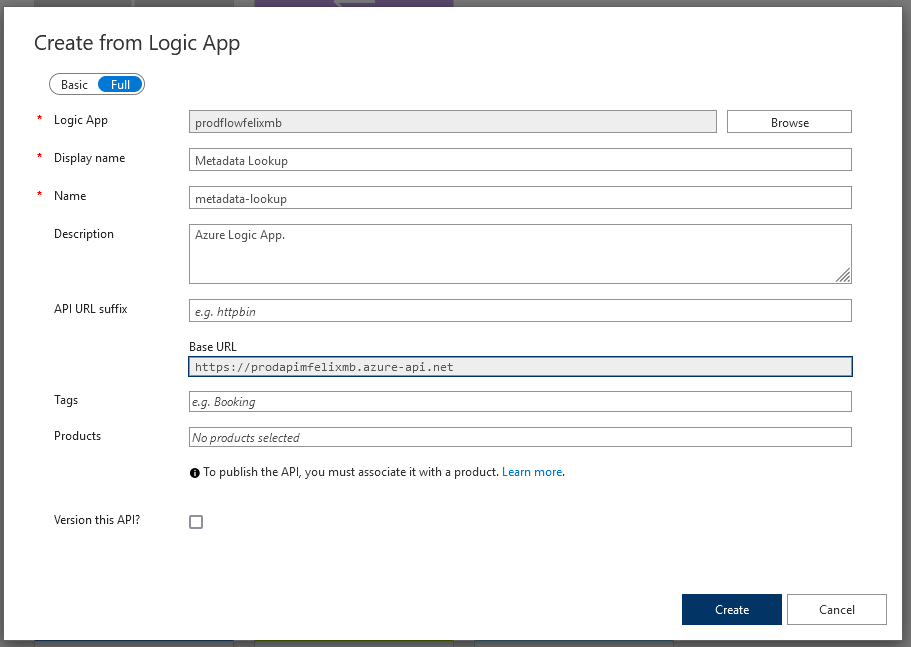 Create from Logic App
Basic Full
* Logic App prodflowfelixmb Browse
* Display name Metadata Lookup
* Name metadata-lookup
Description Azure Logic App.
API URL suffix e.g. httpbin
Base URL
https://prodapimfelixmb.azure-api.net
Tags e.g. Booking
Products No products selected
To publish the API, you must associate it with a product. Learn more.
Version this API?
Create Cancel